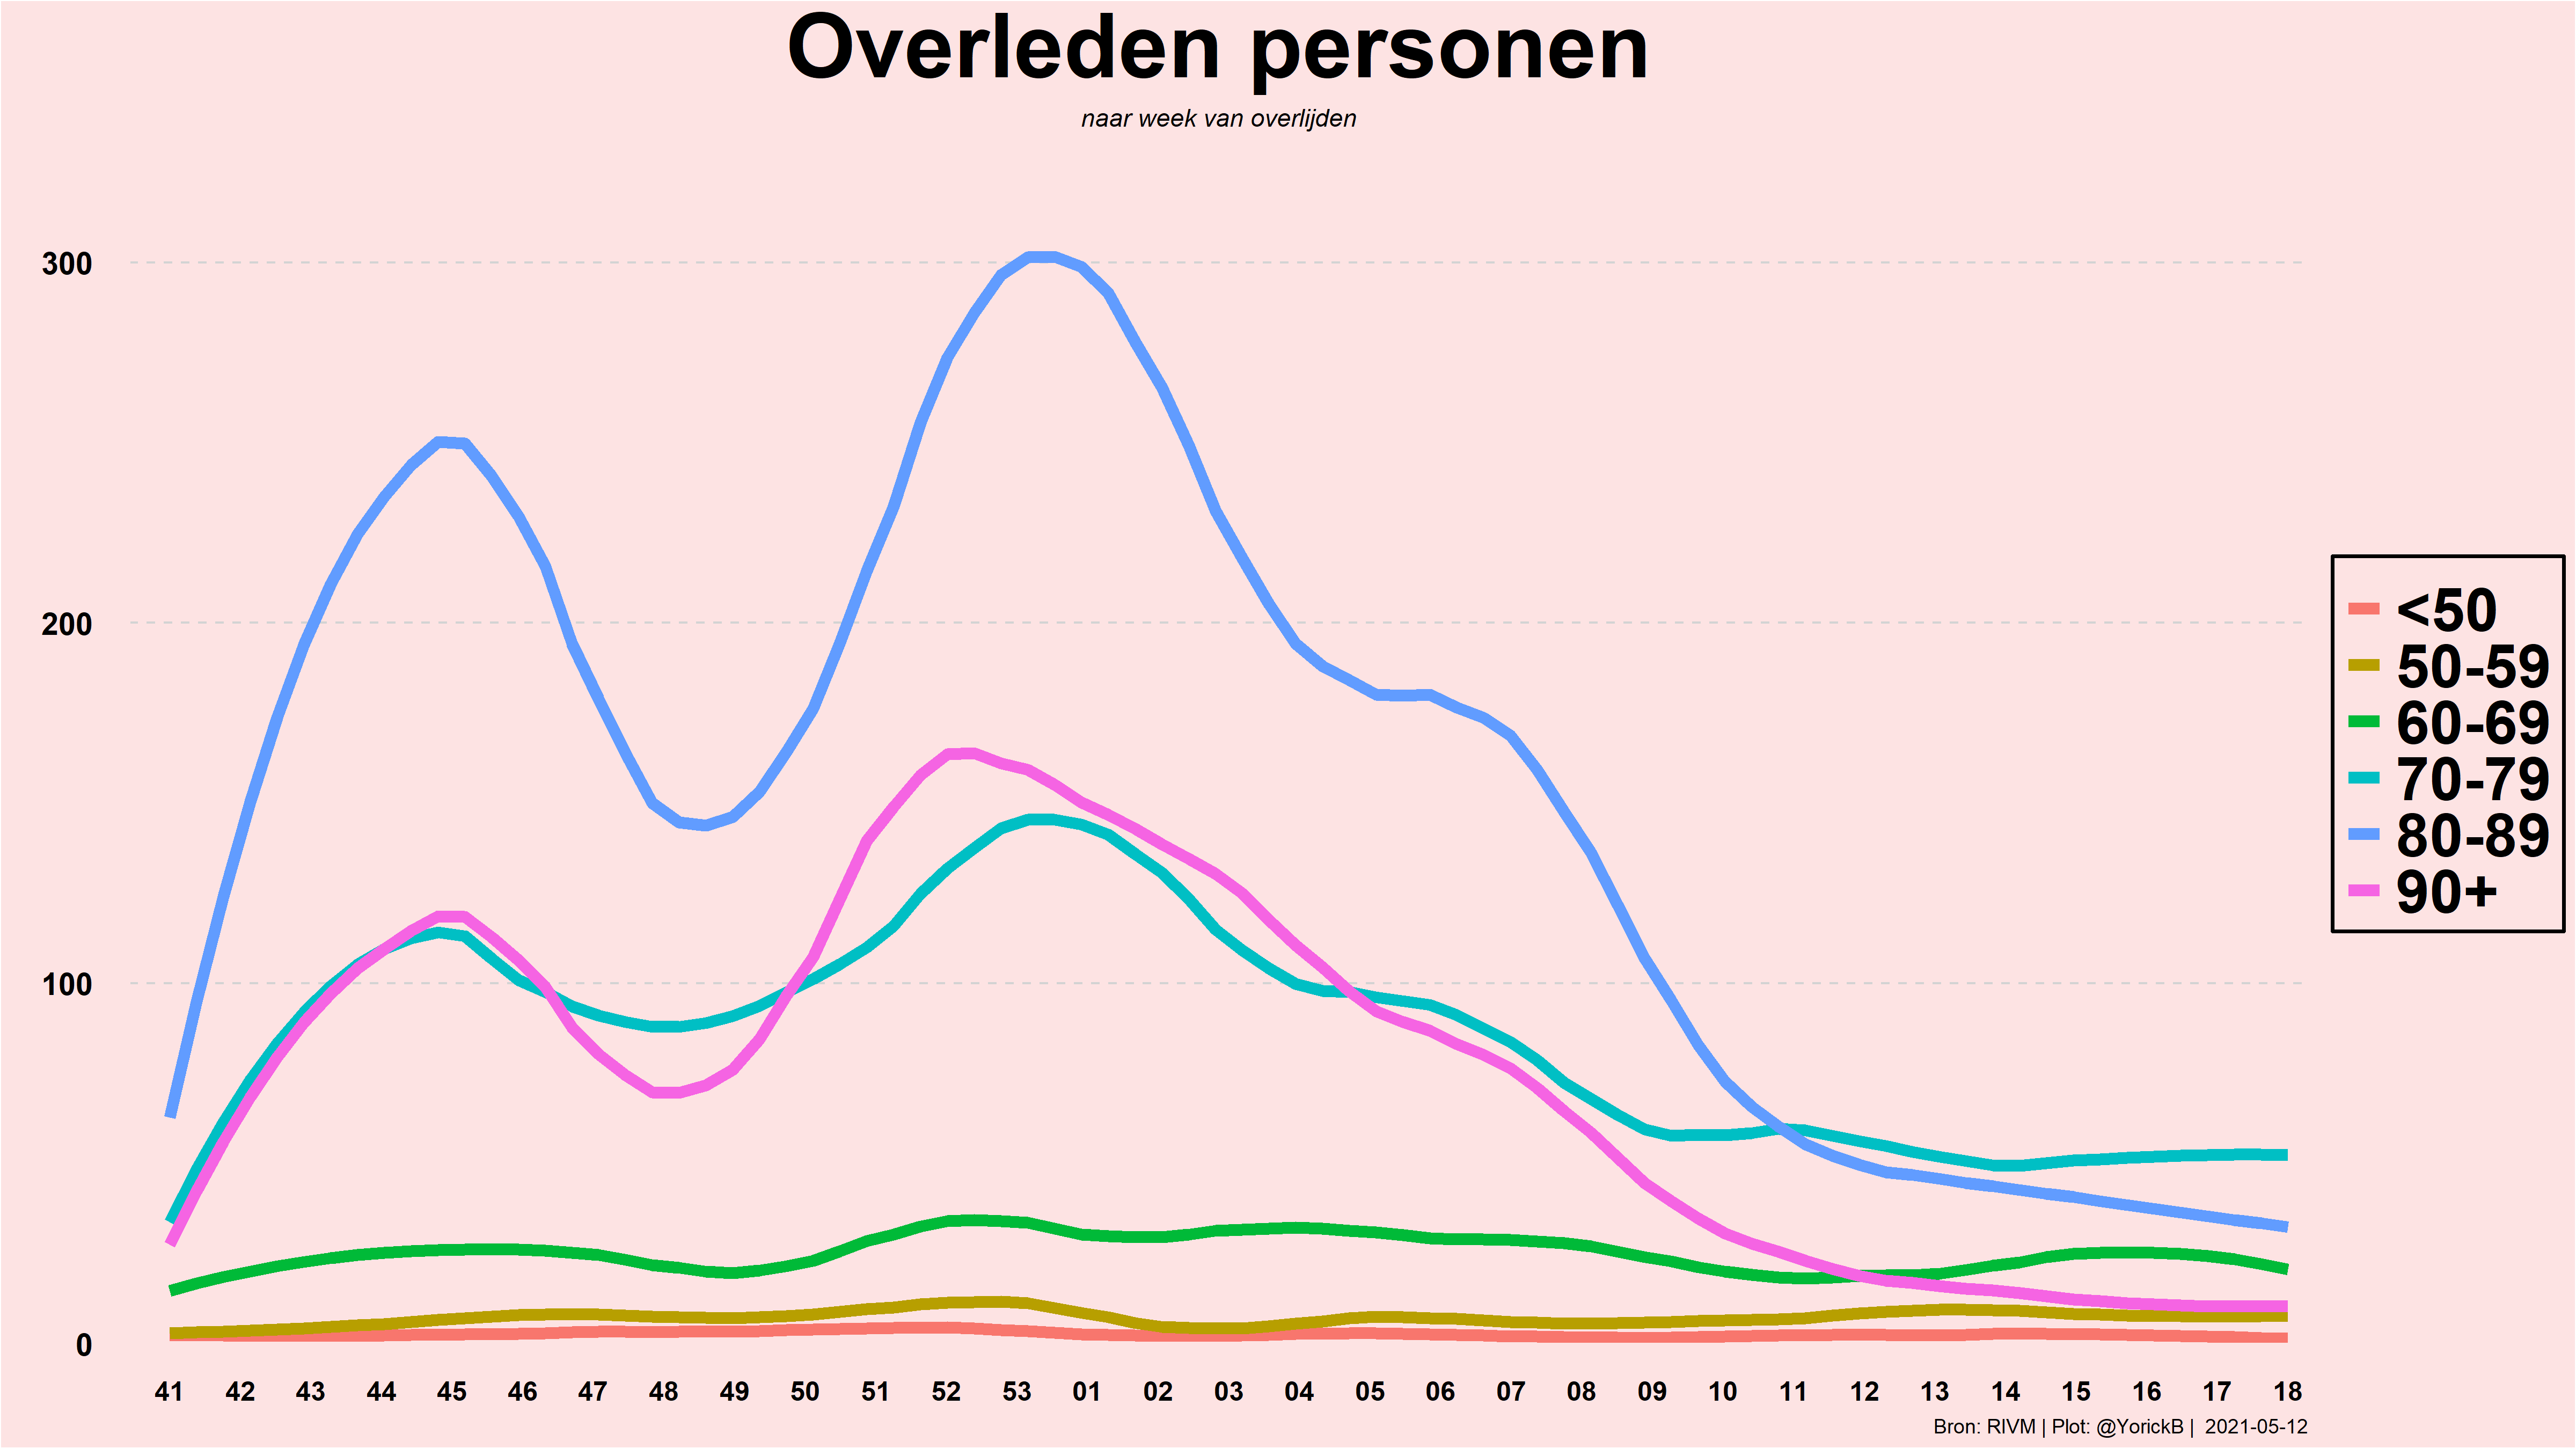 Overleden personen
naar week van overlijden
300
200
100
0
41 42 43 44 45 46 47 48 49 50 51 52 53 01 02 03 04 05 06 07 08 09 10 11 12 13 14 15 16 17 18
<50
50-59
60-69
70-79
80-89
90+
Bron: RIVM | Plot: @YorickB | 2021-05-12